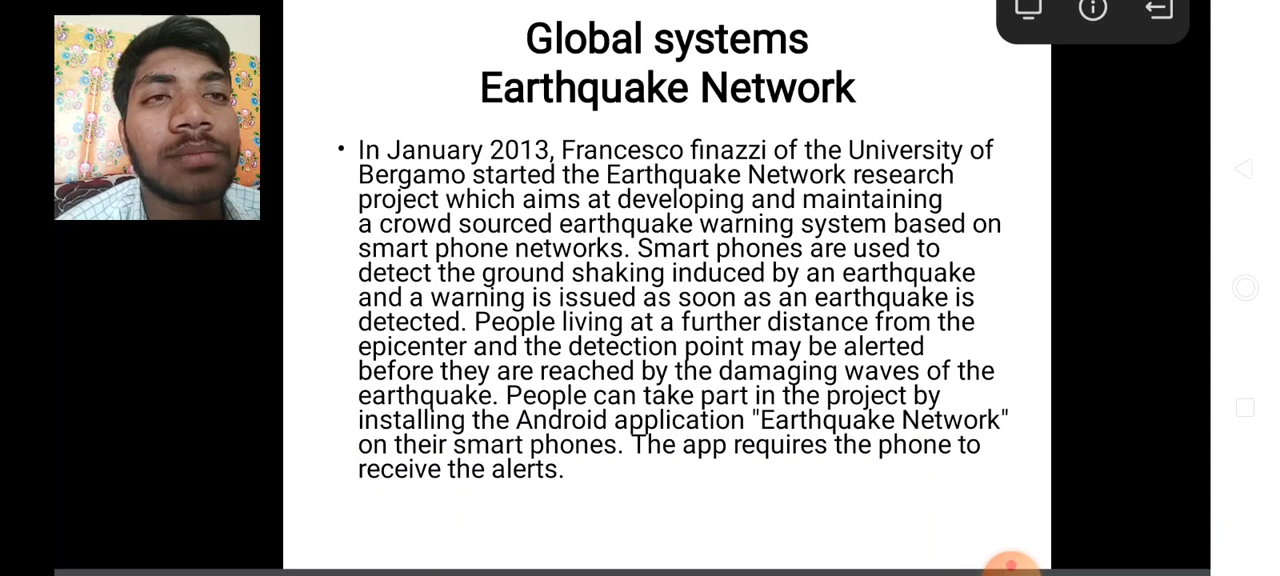 Global systems
Earthquake Network
• In January 2013, Francesco finazzi of the University of
Bergamo started the Earthquake Network research
project which aims at developing and maintaining
a crowd sourced earthquake warning system based on
smart phone networks. Smart phones are used to
detect the ground shaking induced by an earthquake
and a warning is issued as soon as an earthquake is
detected. People living at a further distance from the
epicenter and the detection point may be alerted
before they are reached by the damaging waves of the
earthquake. People can take part in the project by
installing the Android application "Earthquake Network"
on their smart phones. The app requires the phone to
receive the alerts.